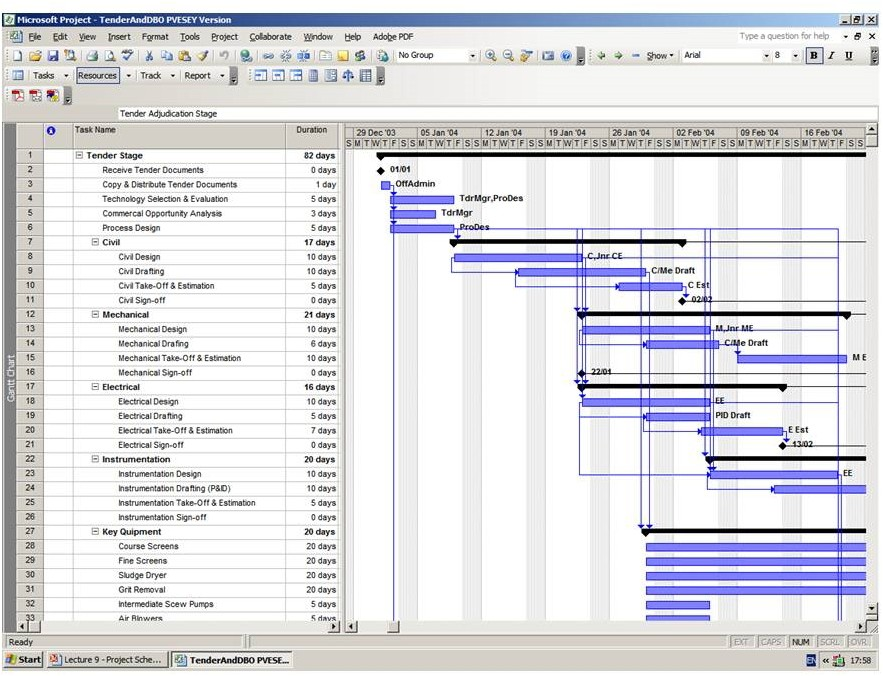 Microsoft Project - TenderAndDBO PVESEY Version
File Edit View Insert Format Tools Project Collaborate Window Help Adobe PDF
Type a question for help
No Group Show Arial 8 B I U
Tasks Resources Track Report
Tender Adjudication Stage
Task Name Duration 29 Dec '03 05 Jan '04 12 Jan '04 19 Jan '04 26 Jan '04 02 Feb '04 09 Feb '04 16 Feb '04
S M T W T F S S M T W T F S S M T W T F S S M T W T F S S M T W T F S S M T W T F S S M T W T F S S M T W T F S S
1 Tender Stage 82 days
2 Receive Tender Documents 0 days 01/01
3 Copy & Distribute Tender Documents 1 day OffAdmin
4 Technology Selection & Evaluation 5 days TdrMgr,ProDes
5 Commercal Opportunity Analysis 3 days TdrMgr
6 Process Design 5 days ProDes
7 Civil 17 days
8 Civil Design 10 days C,Jnr CE
9 Civil Drafting 10 days C/Me Draft
10 Civil Take-Off & Estimation 5 days C Est
11 Civil Sign-off 0 days 02/02
12 Mechanical 21 days
13 Mechanical Design 10 days M,Jnr ME
14 Mechanical Drafing 6 days C/Me Draft
15 Mechanical Take-Off & Estimation 10 days M E
16 Mechanical Sign-off 0 days 22/01
17 Electrical 16 days
18 Electrical Design 10 days EE
19 Electrical Drafting 5 days PID Draft
20 Electrical Take-Off & Estimation 7 days E Est
21 Electrical Sign-off 0 days 13/02
22 Instrumentation 20 days
23 Instrumentation Design 10 days EE
24 Instrumentation Drafting (P&ID) 10 days
25 Instrumentation Take-Off & Estimation 5 days
26 Instrumentation Sign-off 0 days
27 Key Quipment 20 days
28 Course Screens 20 days
29 Fine Screens 20 days
30 Sludge Dryer 20 days
31 Grit Removal 20 days
32 Intermediate Scew Pumps 5 days
33 Air Blowers 5 days
Gantt Chart
Ready EXT CAPS NUM SCRL OVR
Start Lecture 9 - Project Sche... TenderAndDBO PVESE... EN « 17:58